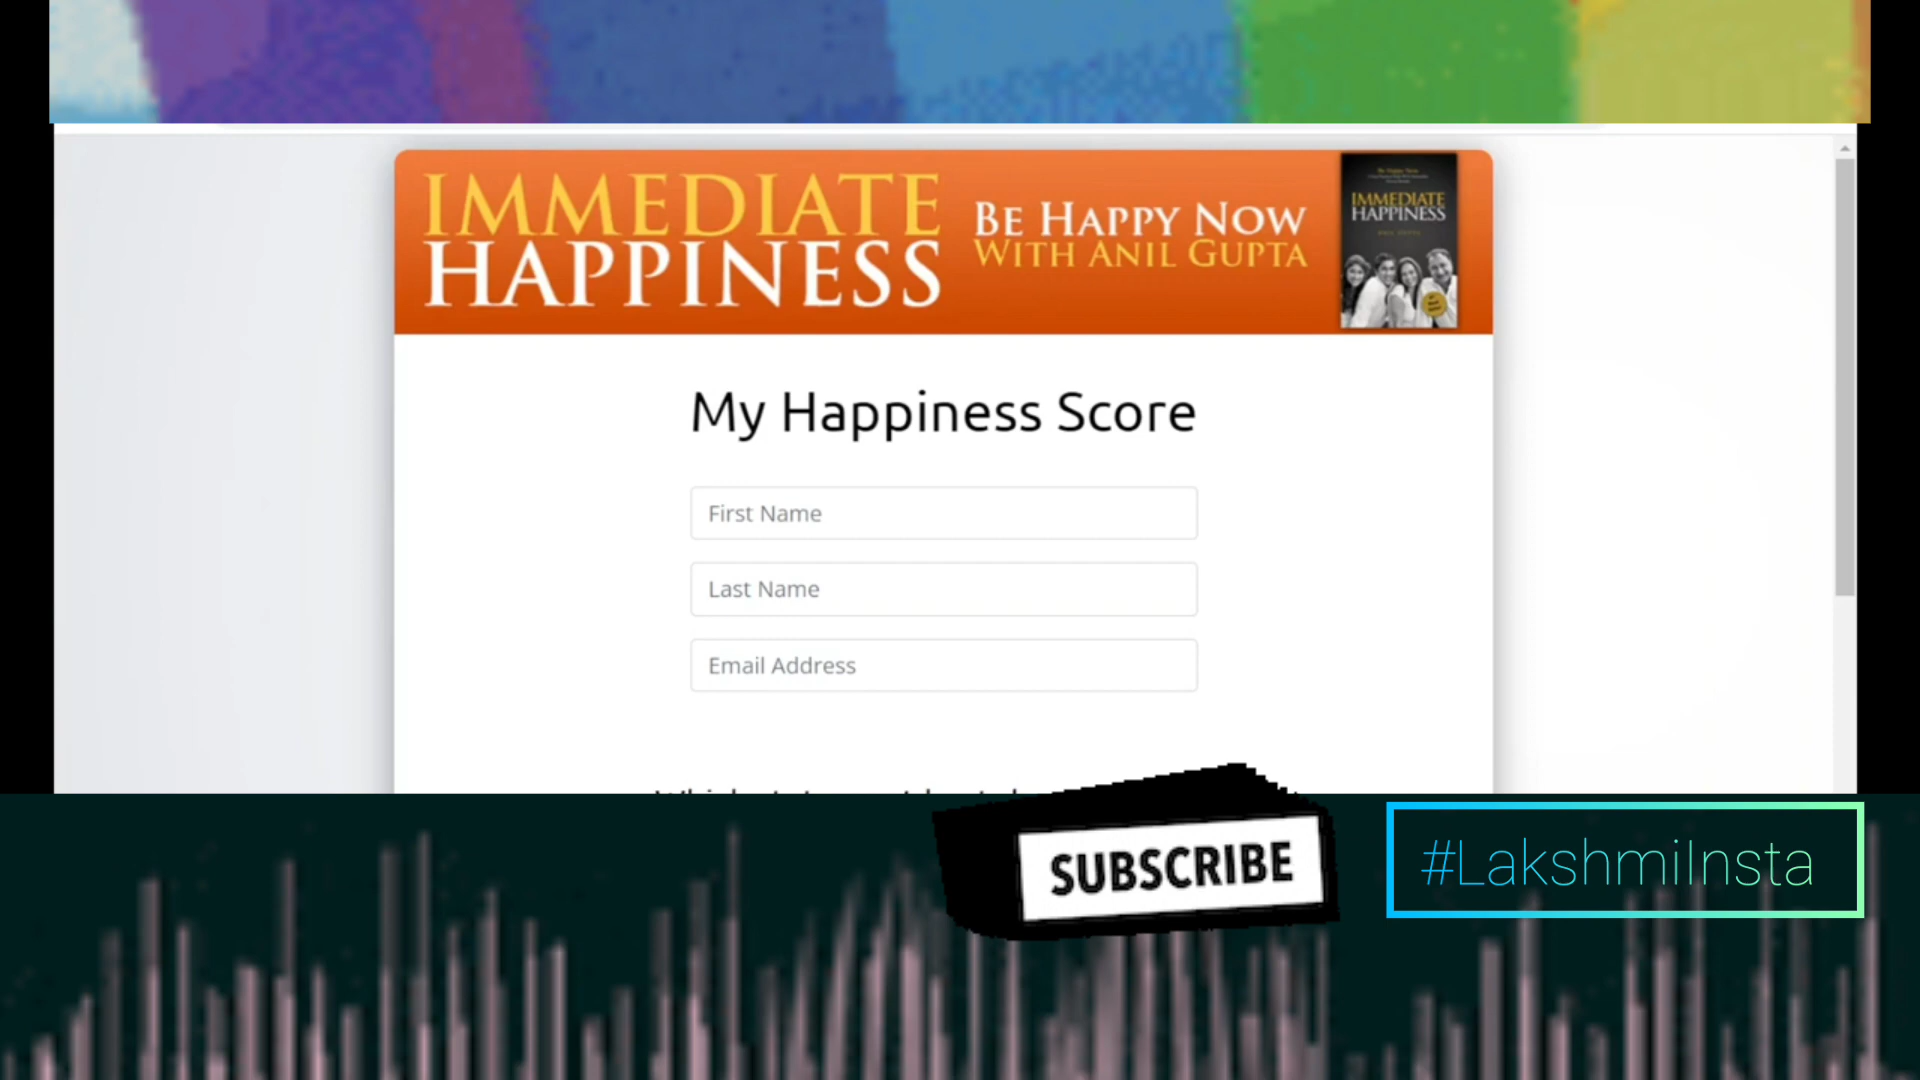 IMMEDIATE
HAPPINESS
BE HAPPY NOW
WITH ANIL GUPTA
IMMEDIATE
HAPPINESS
My Happiness Score
First Name
Last Name
Email Address
SUBSCRIBE
#LakshmiInsta